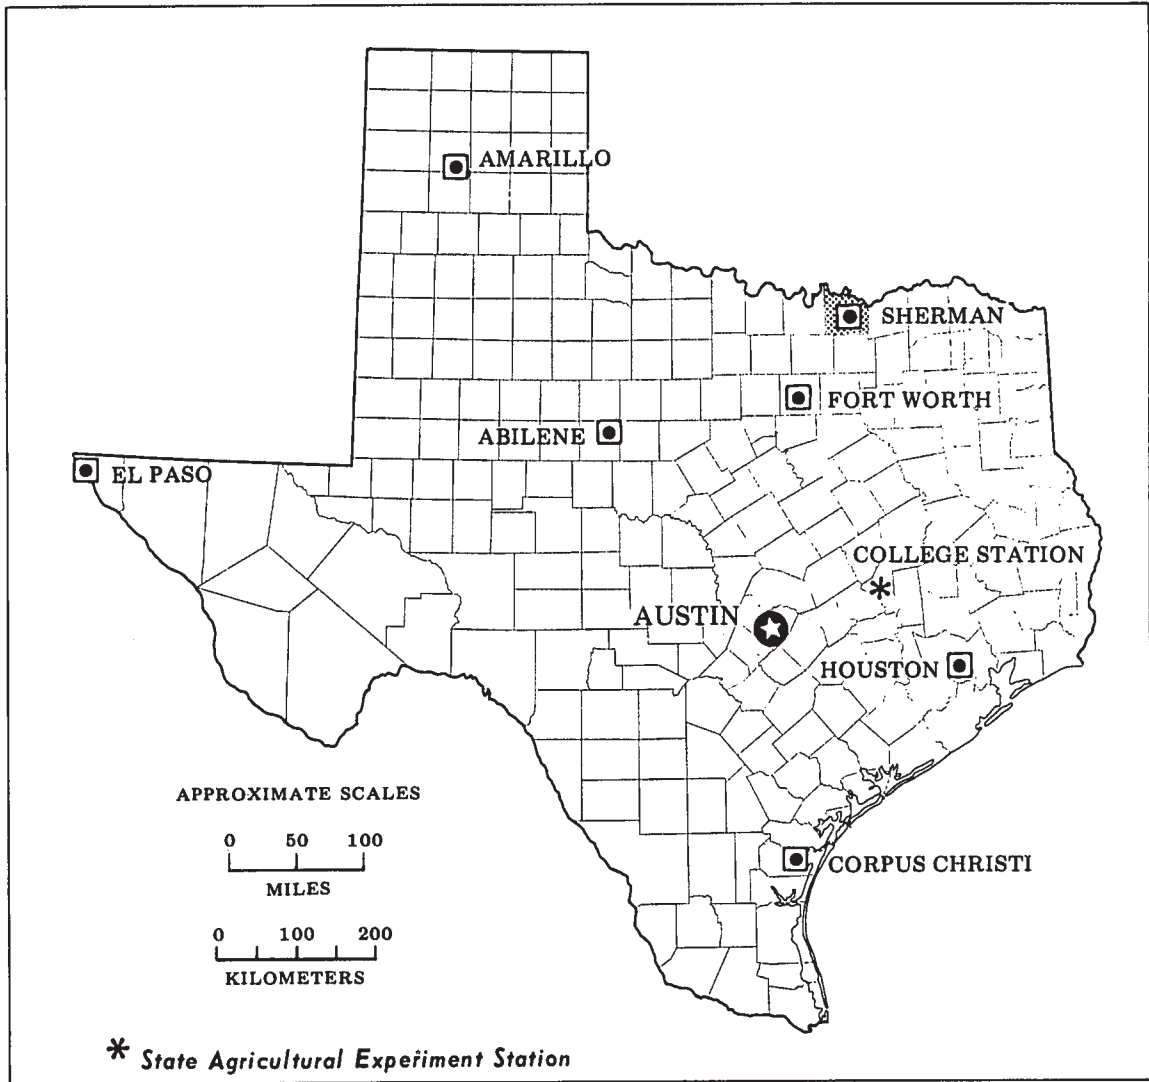 AMARILLO
SHERMAN
FORT WORTH
ABILENE
EL PASO
COLLEGE STATION
*
AUSTIN
HOUSTON
APPROXIMATE SCALES
0 50 100
MILES
CORPUS CHRISTI
0 100 200
KILOMETERS
* State Agricultural Experiment Station